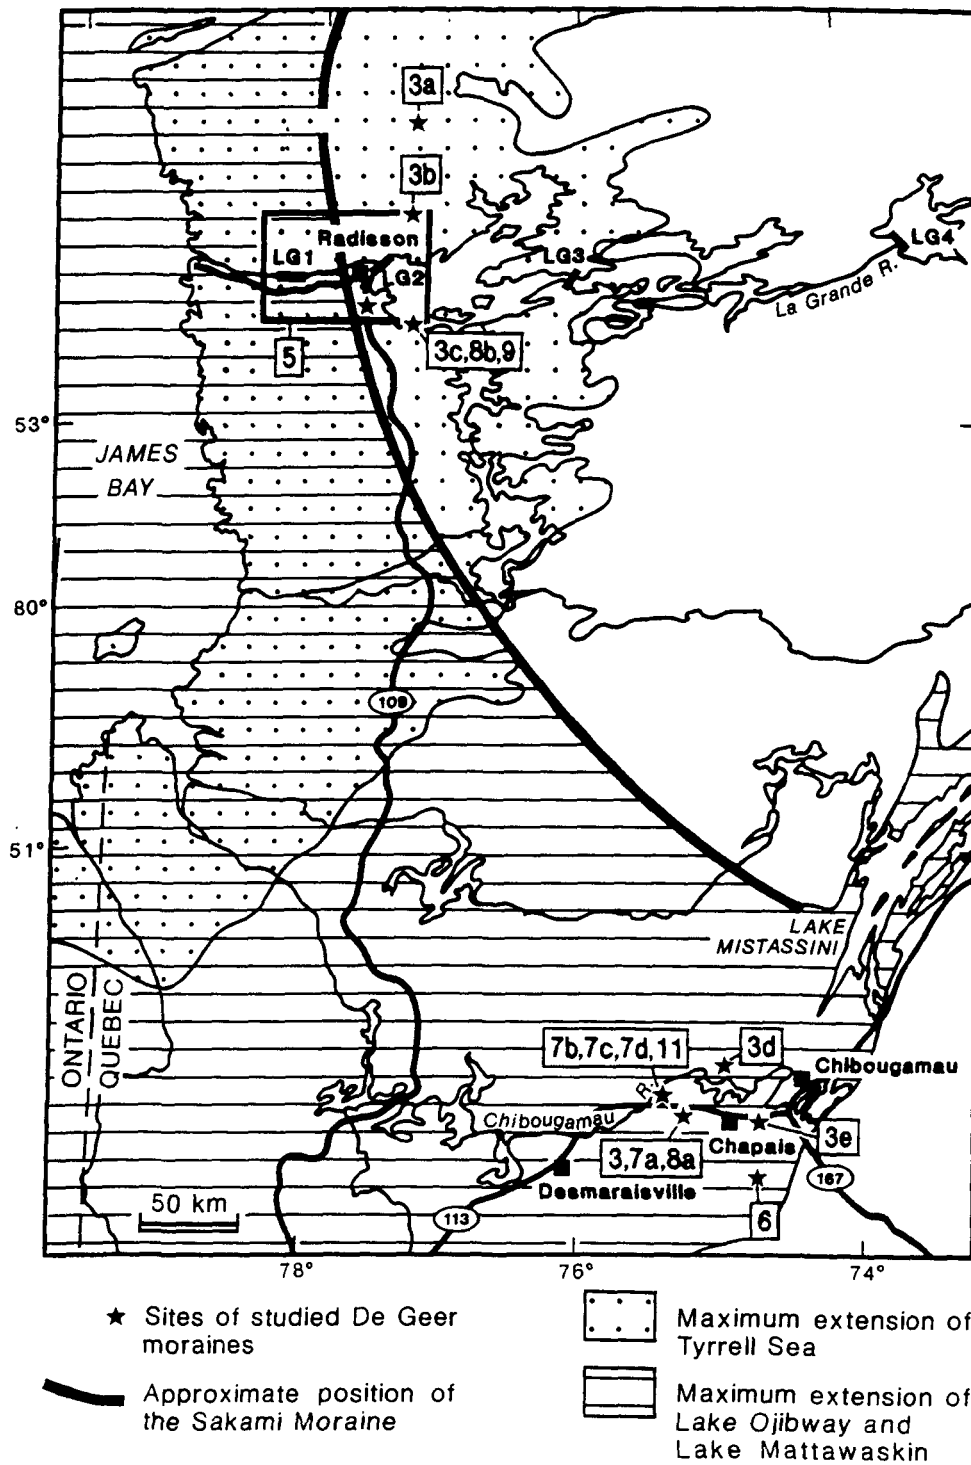 3a
3b
Radisson
LG1
LG2
LG3
LG4
La Grande R.
3c,8b,9
5
53°
JAMES
BAY
80°
109
51°
LAKE
MISTASSINI
ONTARIO
QUEBEC
7b,7c,7d,11
3d
Chibougamau
R.
Chibougamau
Chapais
3e
3,7a,8a
Desmaraisville
167
50 km
113
6
78°
76°
74°
Sites of studied De Geer
moraines
Approximate position of
the Sakami Moraine
Maximum extension of
Tyrrell Sea
Maximum extension of
Lake Ojibway and
Lake Mattawaskin